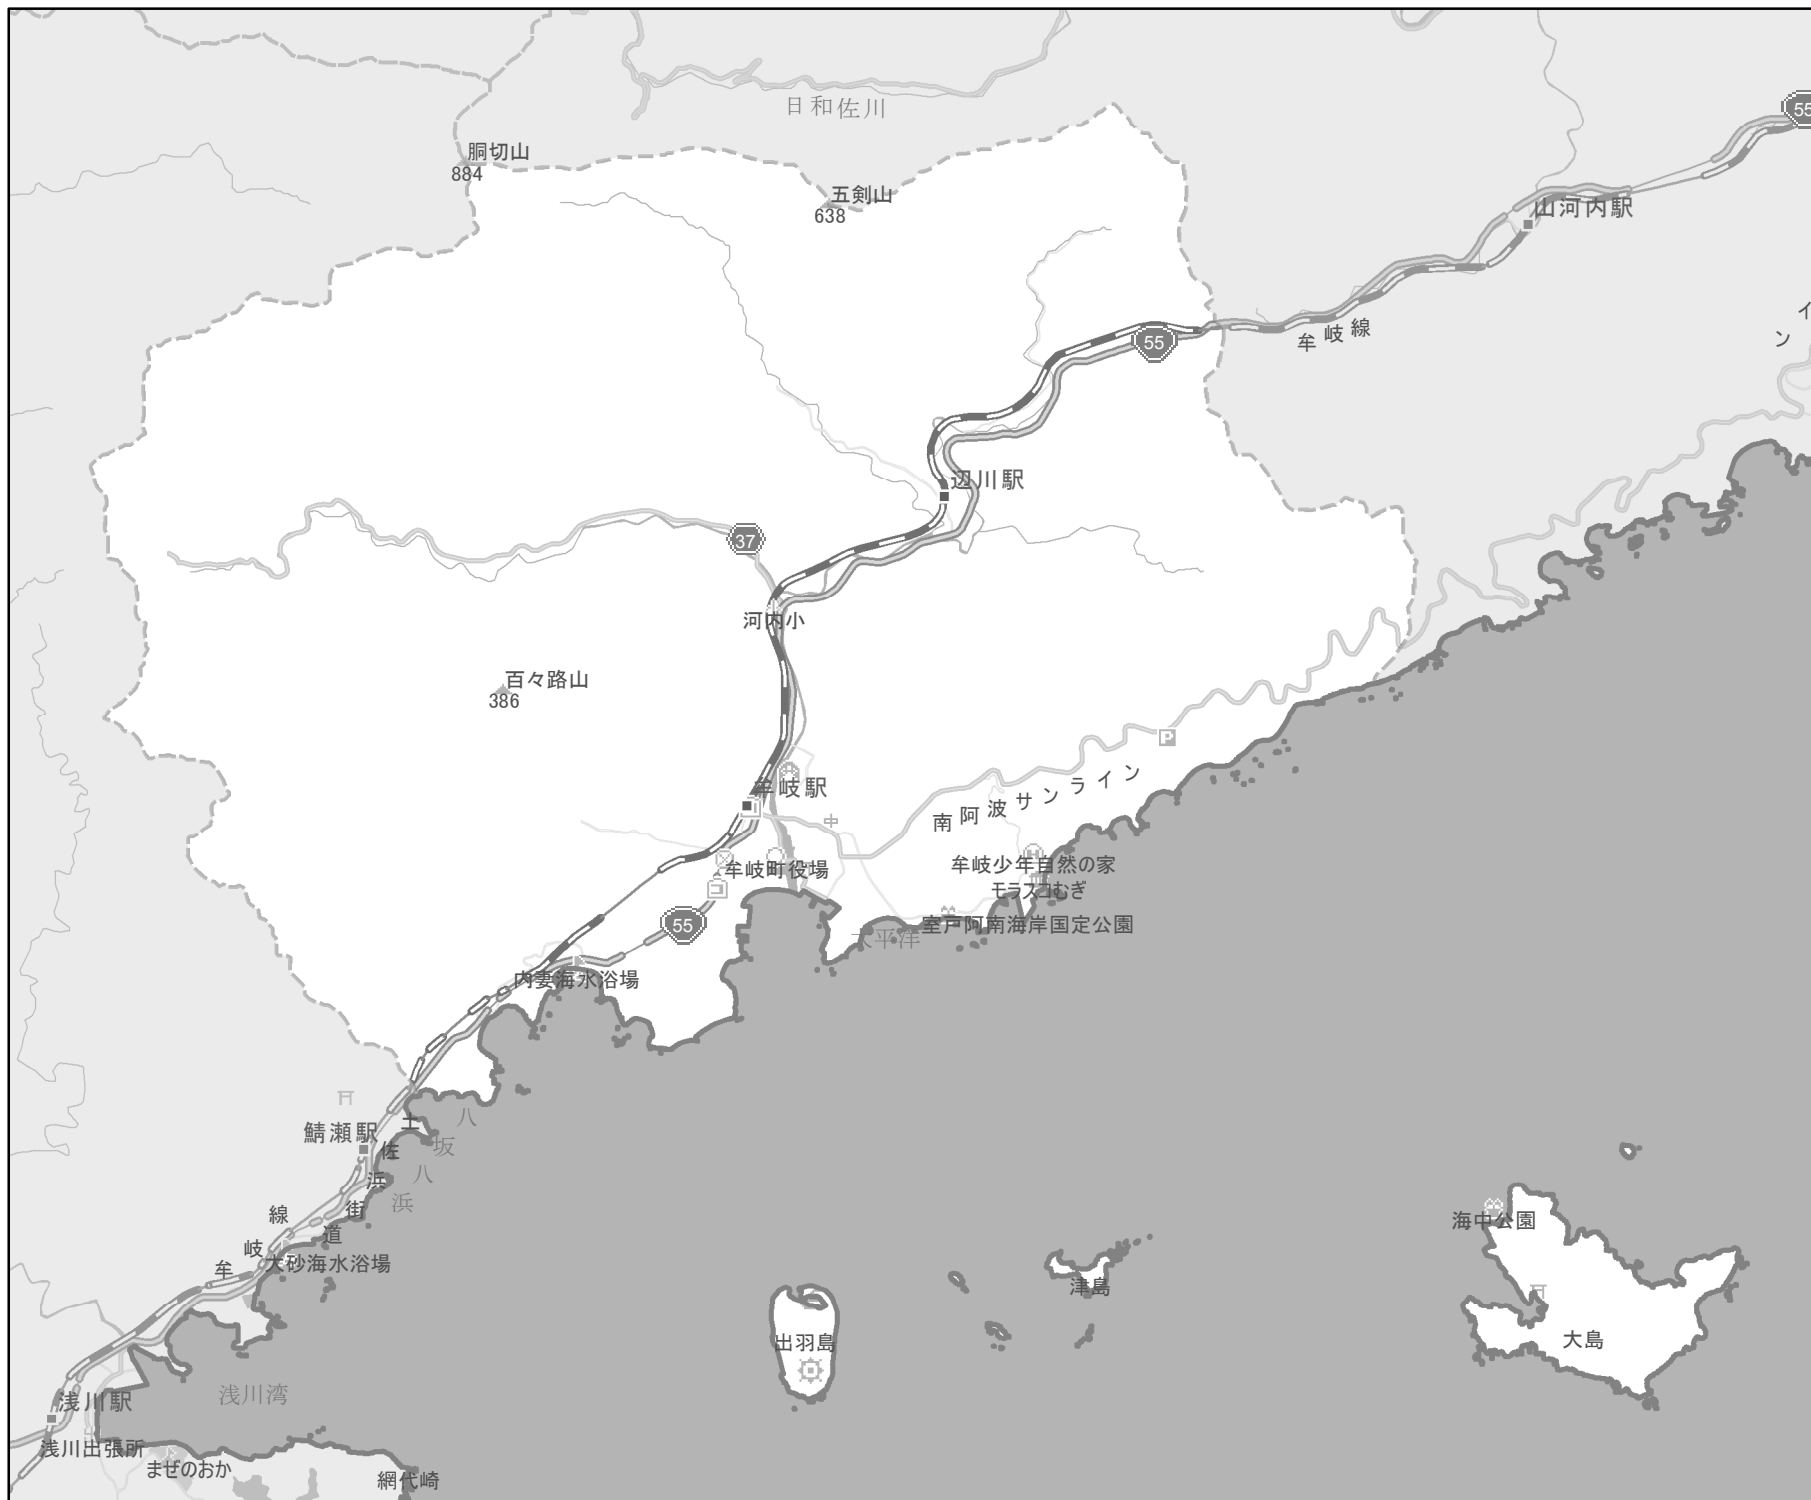 日和佐川
55
胴切山
884
五剣山
638
山河内駅
イ
ン
55
牟岐線
辺川駅
37
河内小
百々路山
386
牟岐駅
中
南阿波サンライン
P
牟岐町役場
牟岐少年自然の家
モラスコむぎ
55
太平洋
室戸阿南海岸国定公園
内妻海水浴場
鯖瀬駅
土佐浜街道
八坂八浜
牟岐線
大砂海水浴場
海中公園
津島
出羽島
大島
浅川湾
浅川駅
浅川出張所
まぜのおか
網代崎